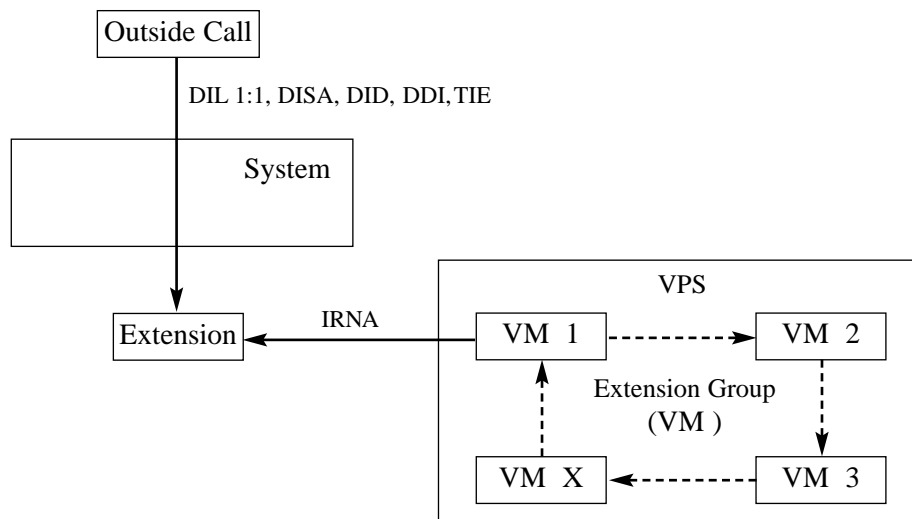 Outside Call
DIL 1:1, DISA, DID, DDI, TIE
System
VPS
Extension
IRNA
VM 1
VM 2
Extension Group
(VM )
VM X
VM 3